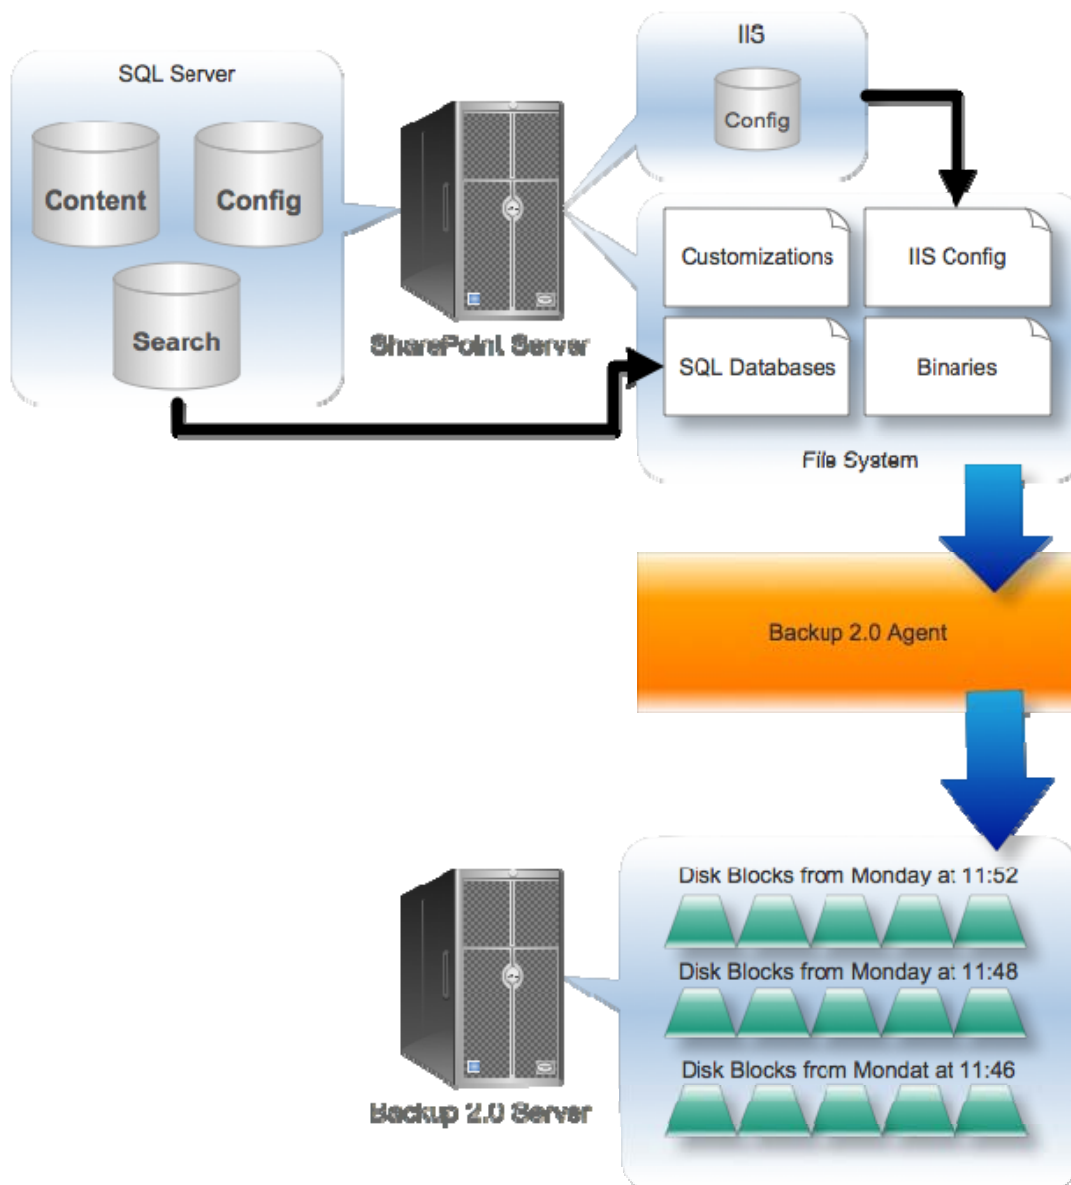 SQL Server
Content
Config
Search
SharePoint Server
IIS
Config
Customizations
IIS Config
SQL Databases
Binaries
File System
Backup 2.0 Agent
Disk Blocks from Monday at 11:52
Disk Blocks from Monday at 11:48
Disk Blocks from Mondat at 11:46
Backup 2.0 Server